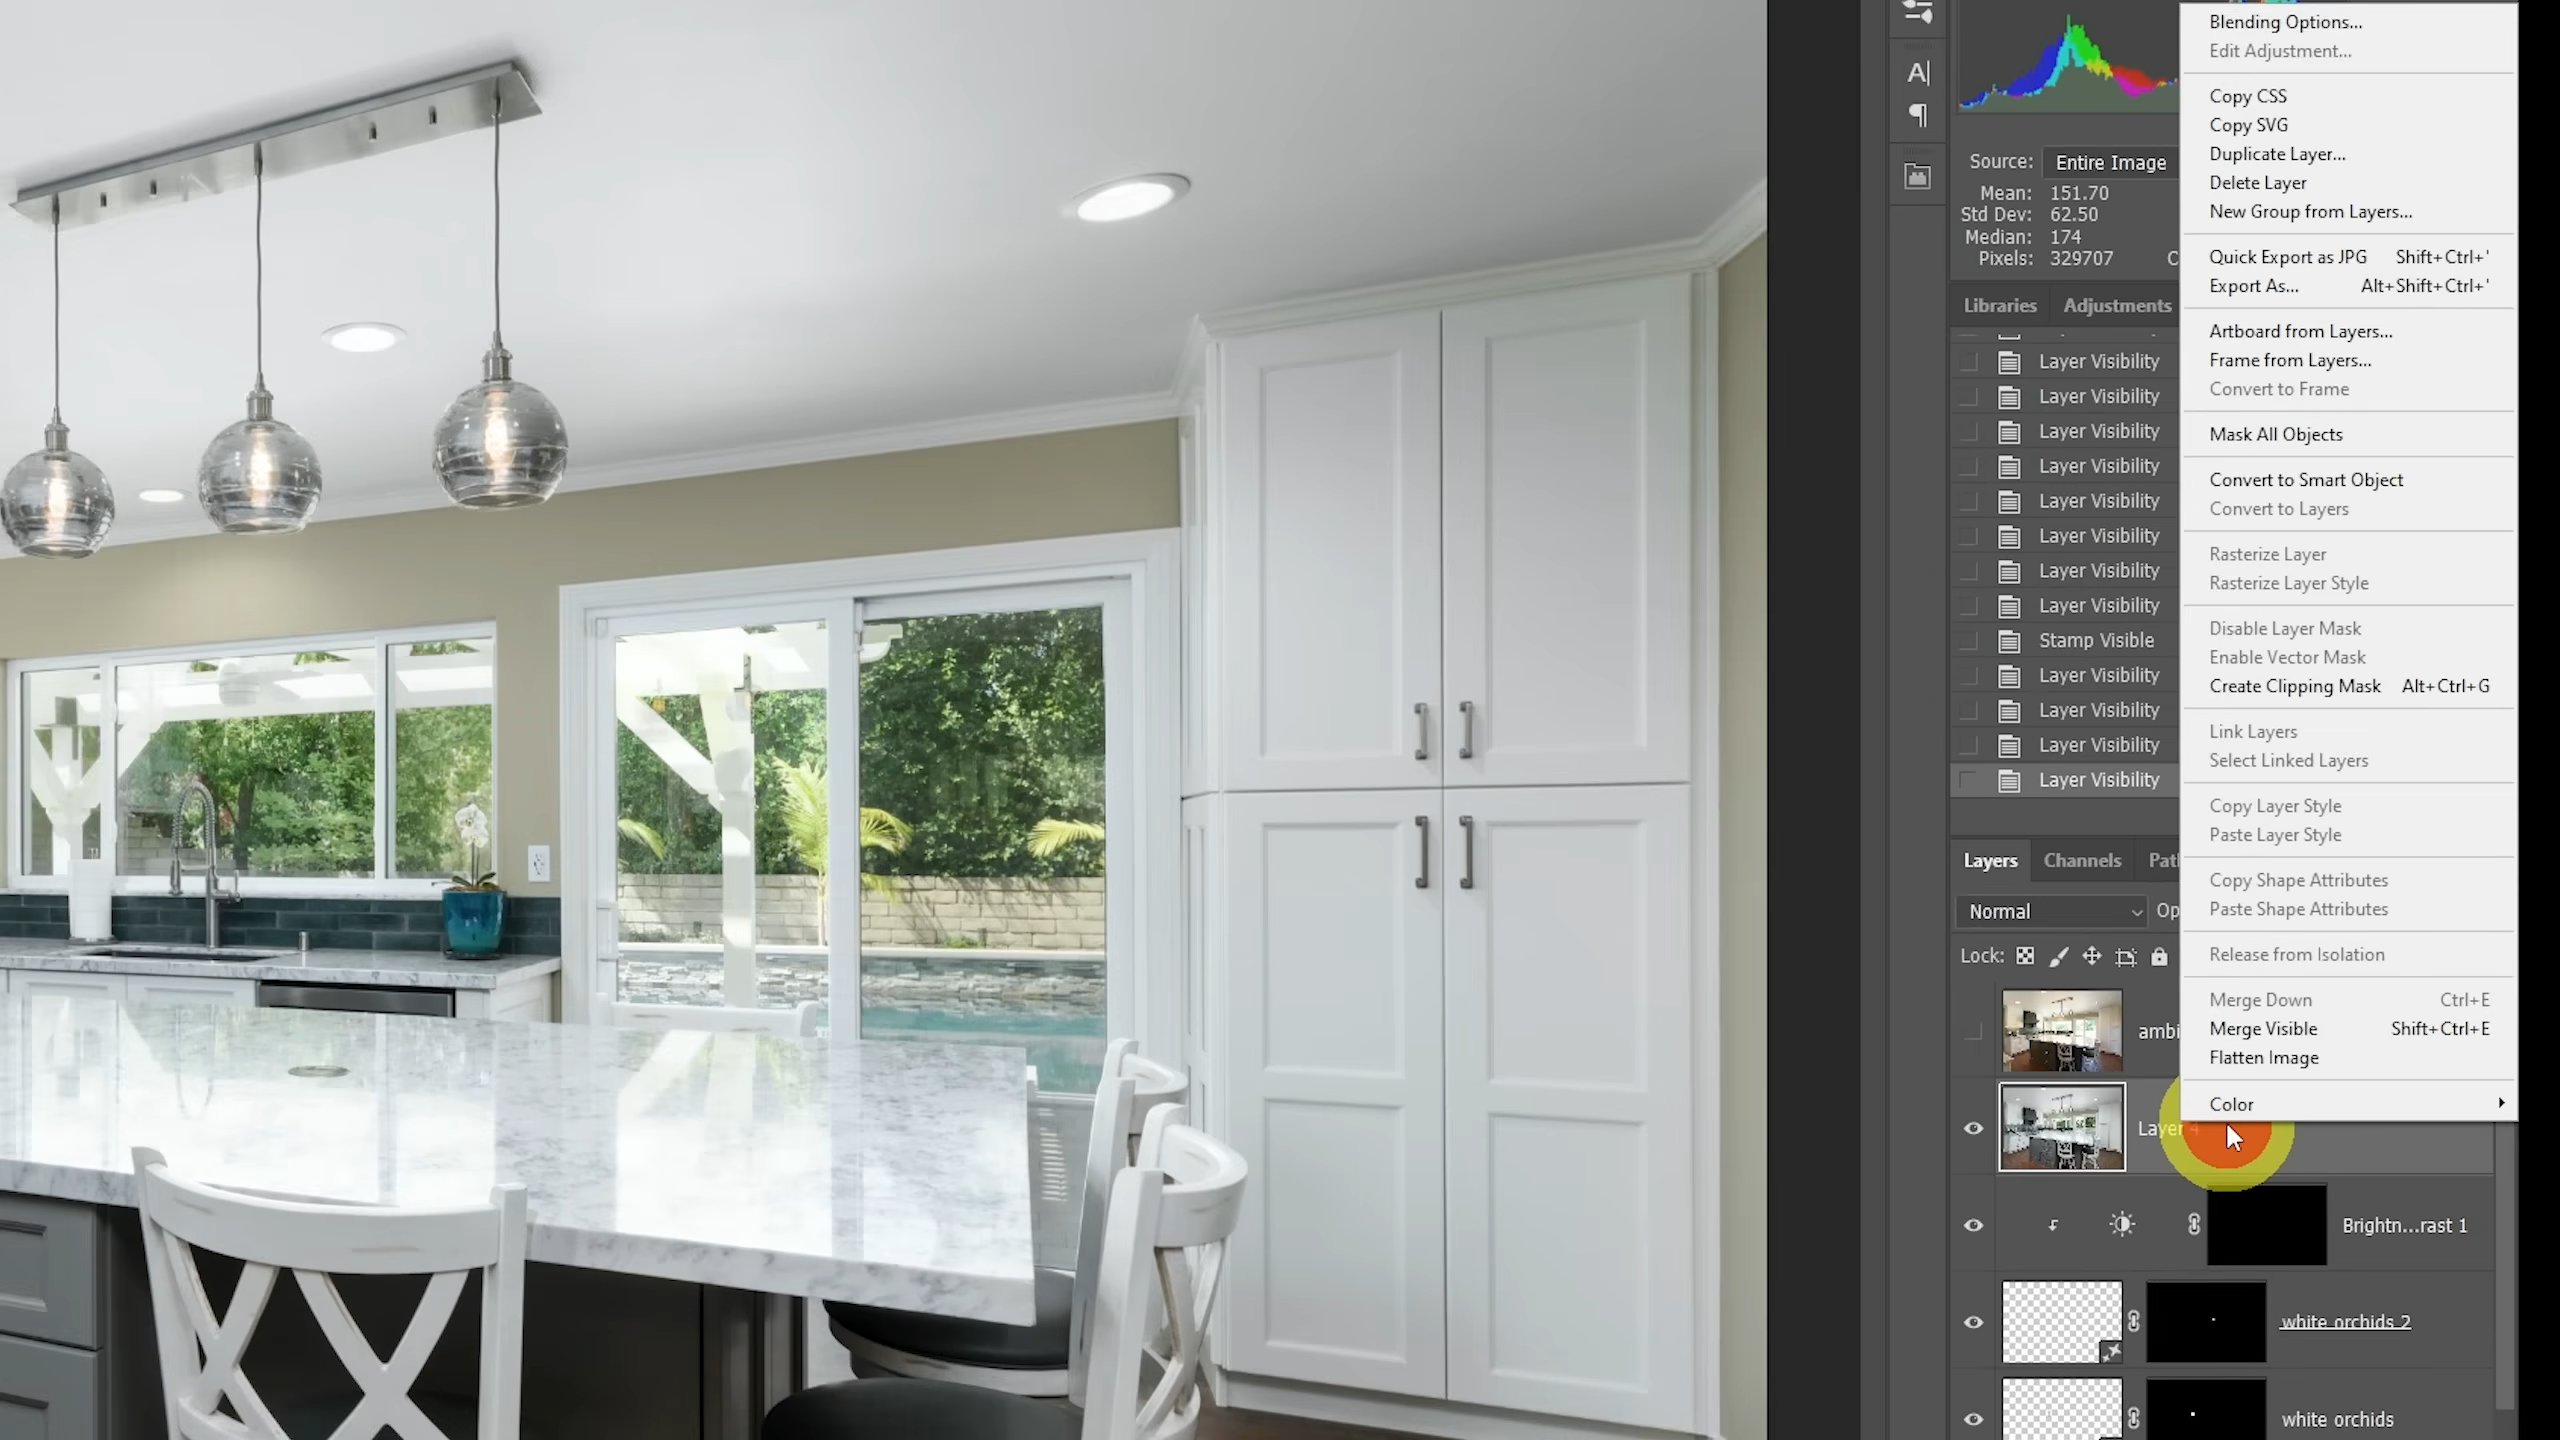 Source: Entire Image
Mean: 151.70
Std Dev: 62.50
Median: 174
Pixels: 329707 C
Libraries Adjustments
Layer Visibility
Layer Visibility
Layer Visibility
Layer Visibility
Layer Visibility
Layer Visibility
Layer Visibility
Layer Visibility
Stamp Visible
Layer Visibility
Layer Visibility
Layer Visibility
Layer Visibility
Layers Channels Pat
Normal Op
Lock:
ambi
Layer
Brightn...rast 1
white orchids 2
white orchids
Blending Options...
Edit Adjustment...
Copy CSS
Copy SVG
Duplicate Layer...
Delete Layer
New Group from Layers...
Quick Export as JPG Shift+Ctrl+'
Export As... Alt+Shift+Ctrl+'
Artboard from Layers...
Frame from Layers...
Convert to Frame
Mask All Objects
Convert to Smart Object
Convert to Layers
Rasterize Layer
Rasterize Layer Style
Disable Layer Mask
Enable Vector Mask
Create Clipping Mask Alt+Ctrl+G
Link Layers
Select Linked Layers
Copy Layer Style
Paste Layer Style
Copy Shape Attributes
Paste Shape Attributes
Release from Isolation
Merge Down Ctrl+E
Merge Visible Shift+Ctrl+E
Flatten Image
Color